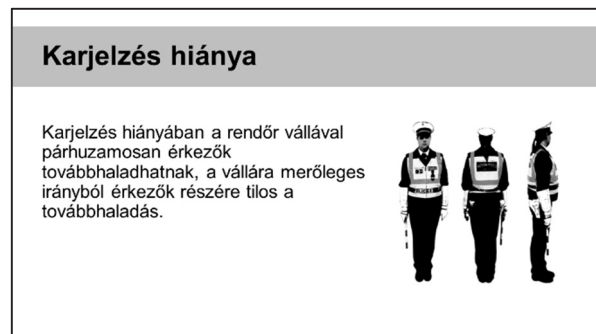 Karjelzés hiánya
Karjelzés hiányában a rendőr vállával
párhuzamosan érkezők
továbbhaladhatnak, a vállára merőleges
irányból érkezők részére tilos a
továbbhaladás.